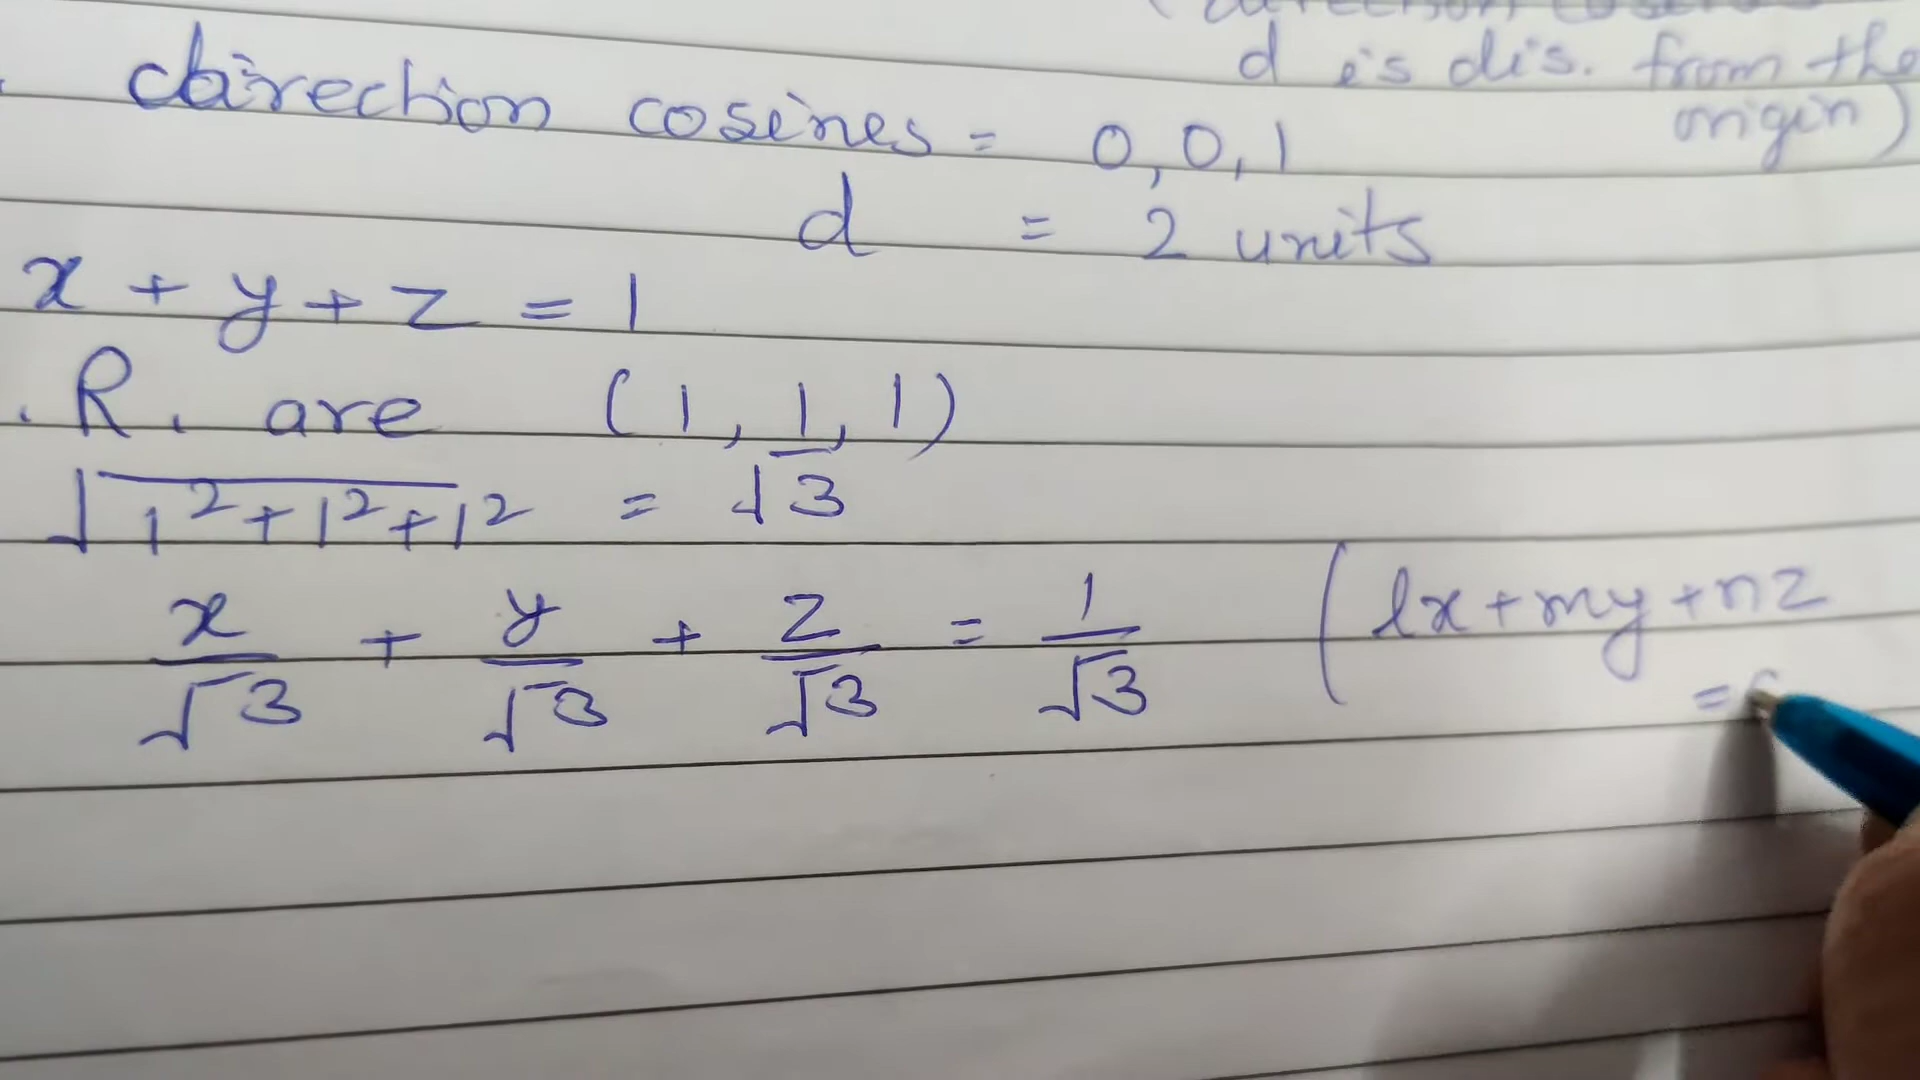 d is dis. from the
origin)
direction cosines = 0, 0, 1
d = 2 units
x + y + z = 1
. R. are (1, 1, 1)
√1²+1²+1² = √3
x/√3 + y/√3 + z/√3 = 1/√3 (lx+my+nz
=